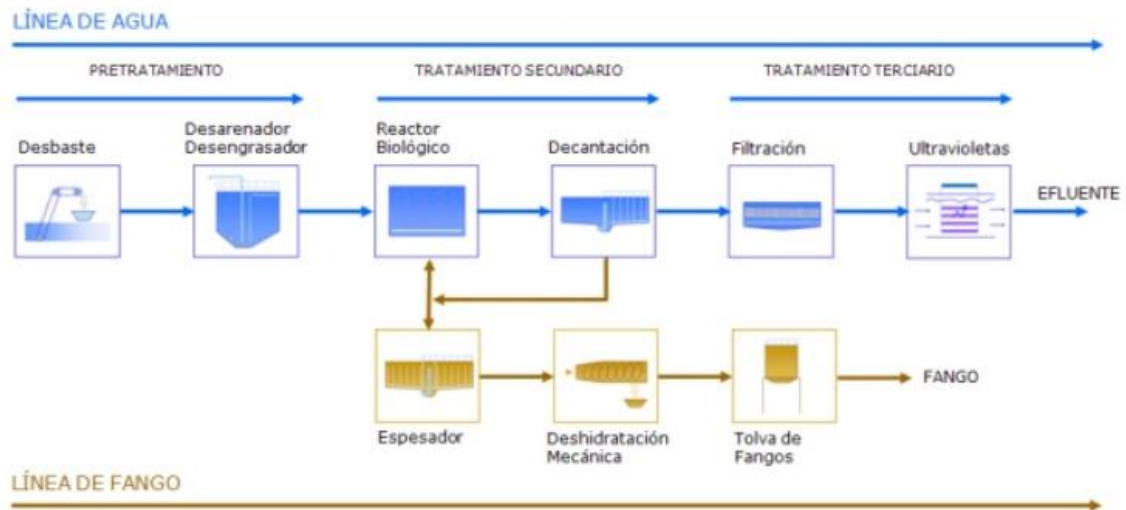 LÍNEA DE AGUA
PRETRATAMIENTO
TRATAMIENTO SECUNDARIO
TRATAMIENTO TERCIARIO
Desbaste
Desarenador
Desengrasador
Reactor
Biológico
Decantación
Filtración
Ultravioletas
EFLUENTE
Espesador
Deshidratación
Mecánica
Tolva de
Fangos
FANGO
LÍNEA DE FANGO